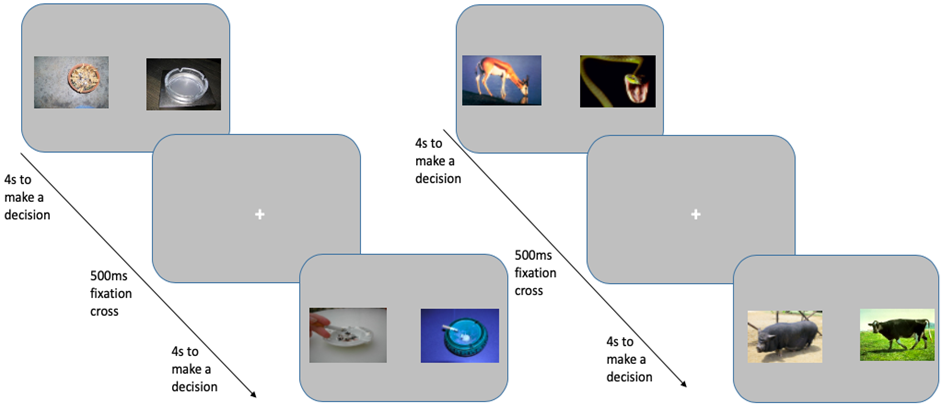 4s to
make a
decision
500ms
fixation
cross
4s to
make a
decision
4s to
make a
decision
500ms
fixation
cross
4s to
make a
decision